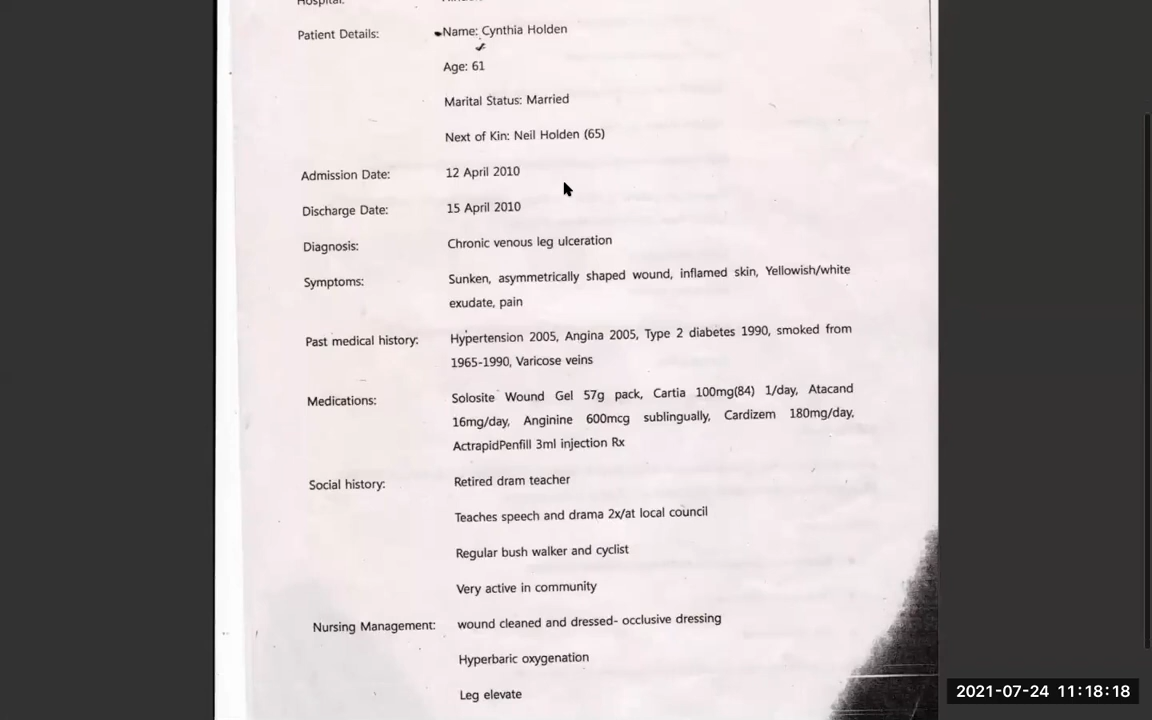 Hospital:
Patient Details: Name: Cynthia Holden
Age: 61
Marital Status: Married
Next of Kin: Neil Holden (65)
Admission Date: 12 April 2010
Discharge Date: 15 April 2010
Diagnosis: Chronic venous leg ulceration
Symptoms: Sunken, asymmetrically shaped wound, inflamed skin, Yellowish/white
exudate, pain
Past medical history: Hypertension 2005, Angina 2005, Type 2 diabetes 1990, smoked from
1965-1990, Varicose veins
Medications: Solosite Wound Gel 57g pack, Cartia 100mg(84) 1/day, Atacand
16mg/day, Anginine 600mcg sublingually, Cardizem 180mg/day,
ActrapidPenfill 3ml injection Rx
Social history: Retired dram teacher
Teaches speech and drama 2x/at local council
Regular bush walker and cyclist
Very active in community
Nursing Management: wound cleaned and dressed- occlusive dressing
Hyperbaric oxygenation
Leg elevate
2021-07-24 11:18:18